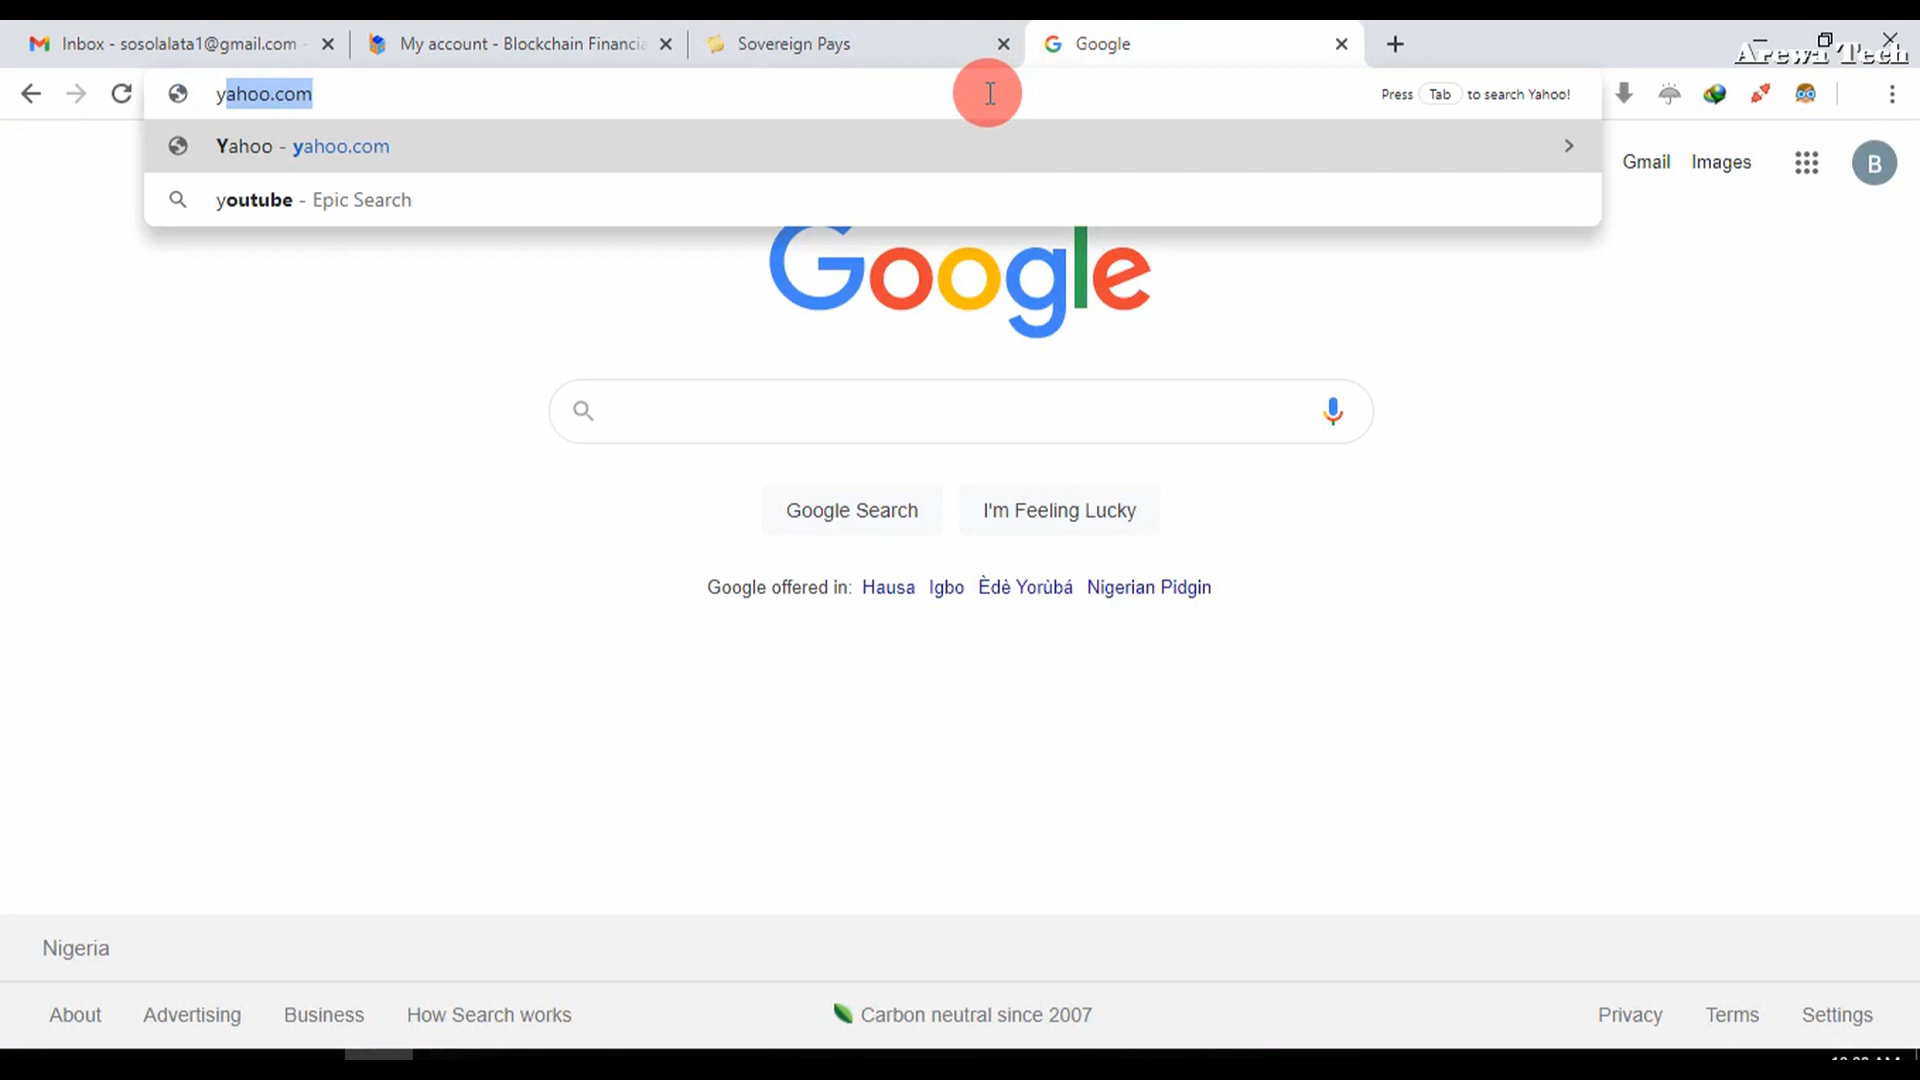 Inbox - sosolalata1@gmail.com -
My account - Blockchain Financia
Sovereign Pays
Google
Arewa Tech
yahoo.com
Press Tab to search Yahoo!
Yahoo - yahoo.com
youtube - Epic Search
Gmail Images
B
Google
Google Search
I'm Feeling Lucky
Google offered in: Hausa Igbo Èdè Yorùbá Nigerian Pidgin
Nigeria
About Advertising Business How Search works
Carbon neutral since 2007
Privacy Terms Settings